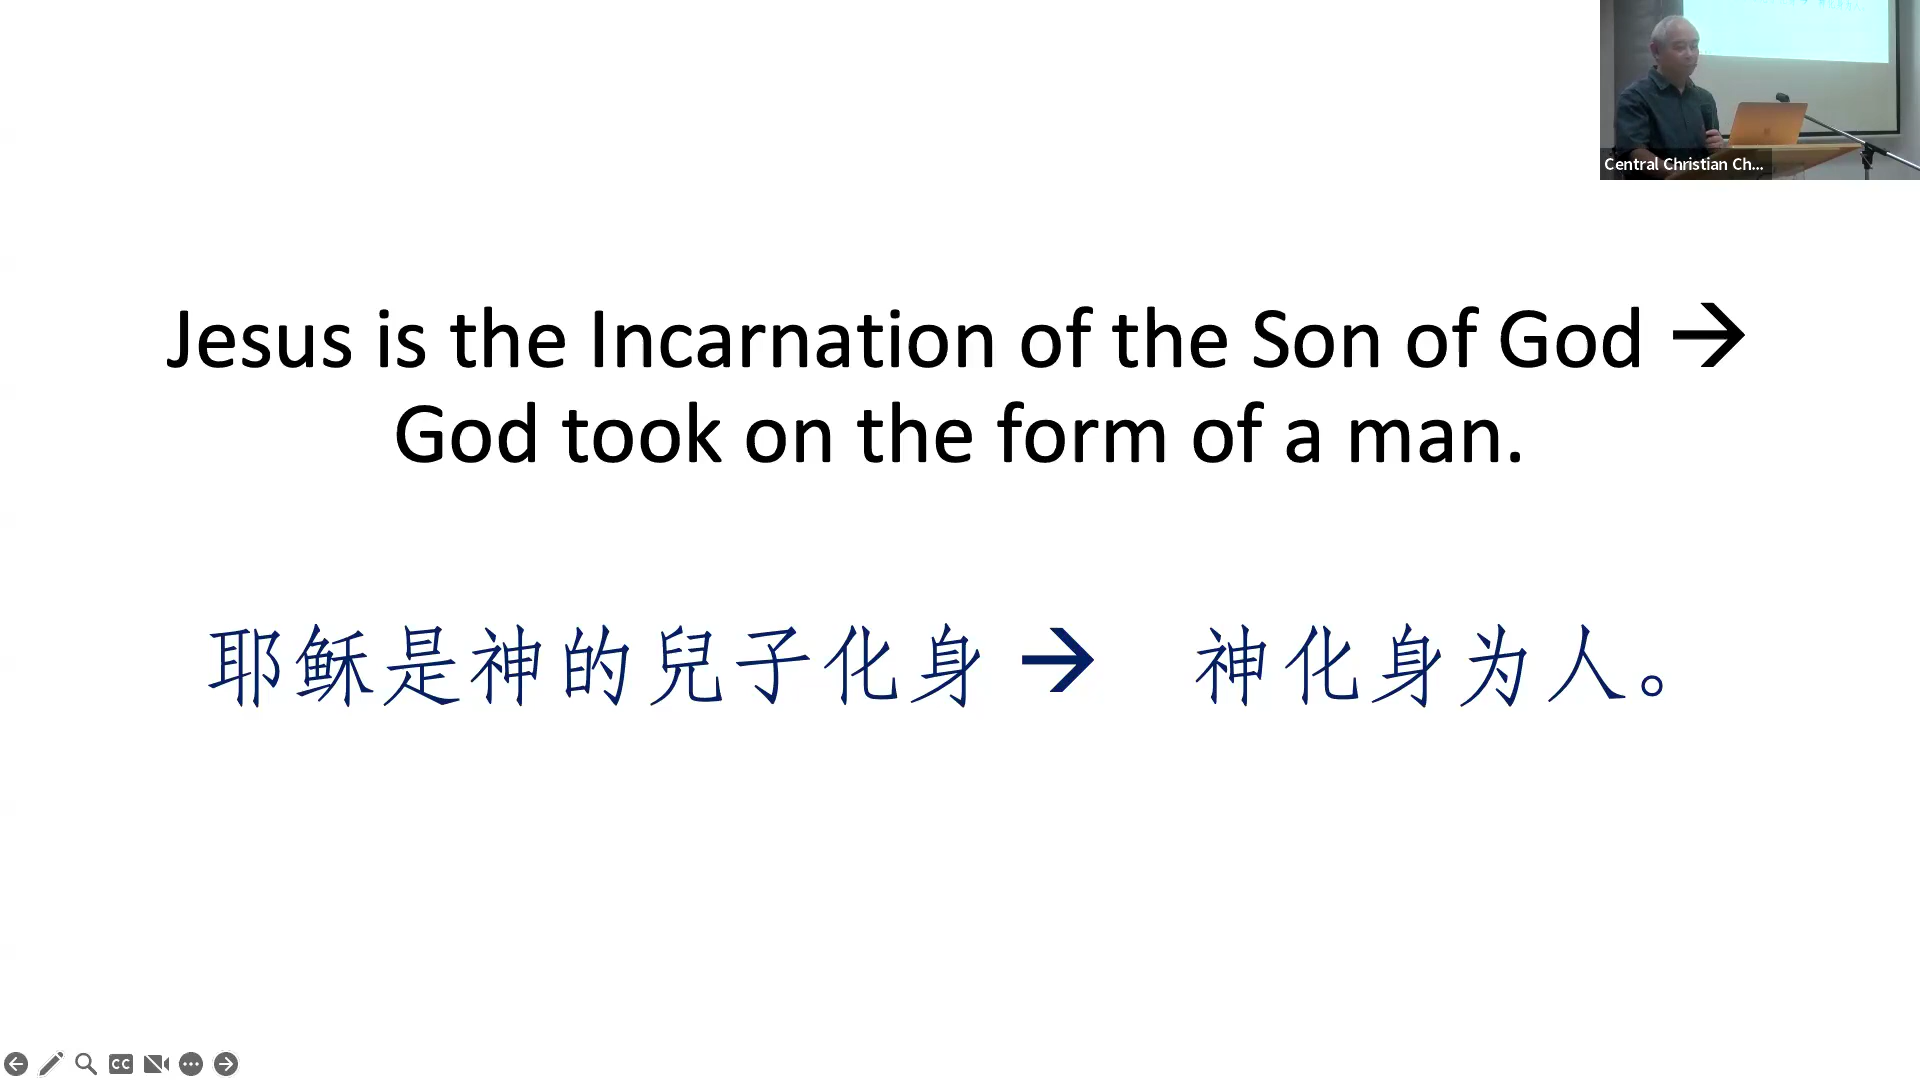 Central Christian Ch...
Jesus is the Incarnation of the Son of God →
God took on the form of a man.
耶稣是神的兒子化身 → 神化身为人。
CC